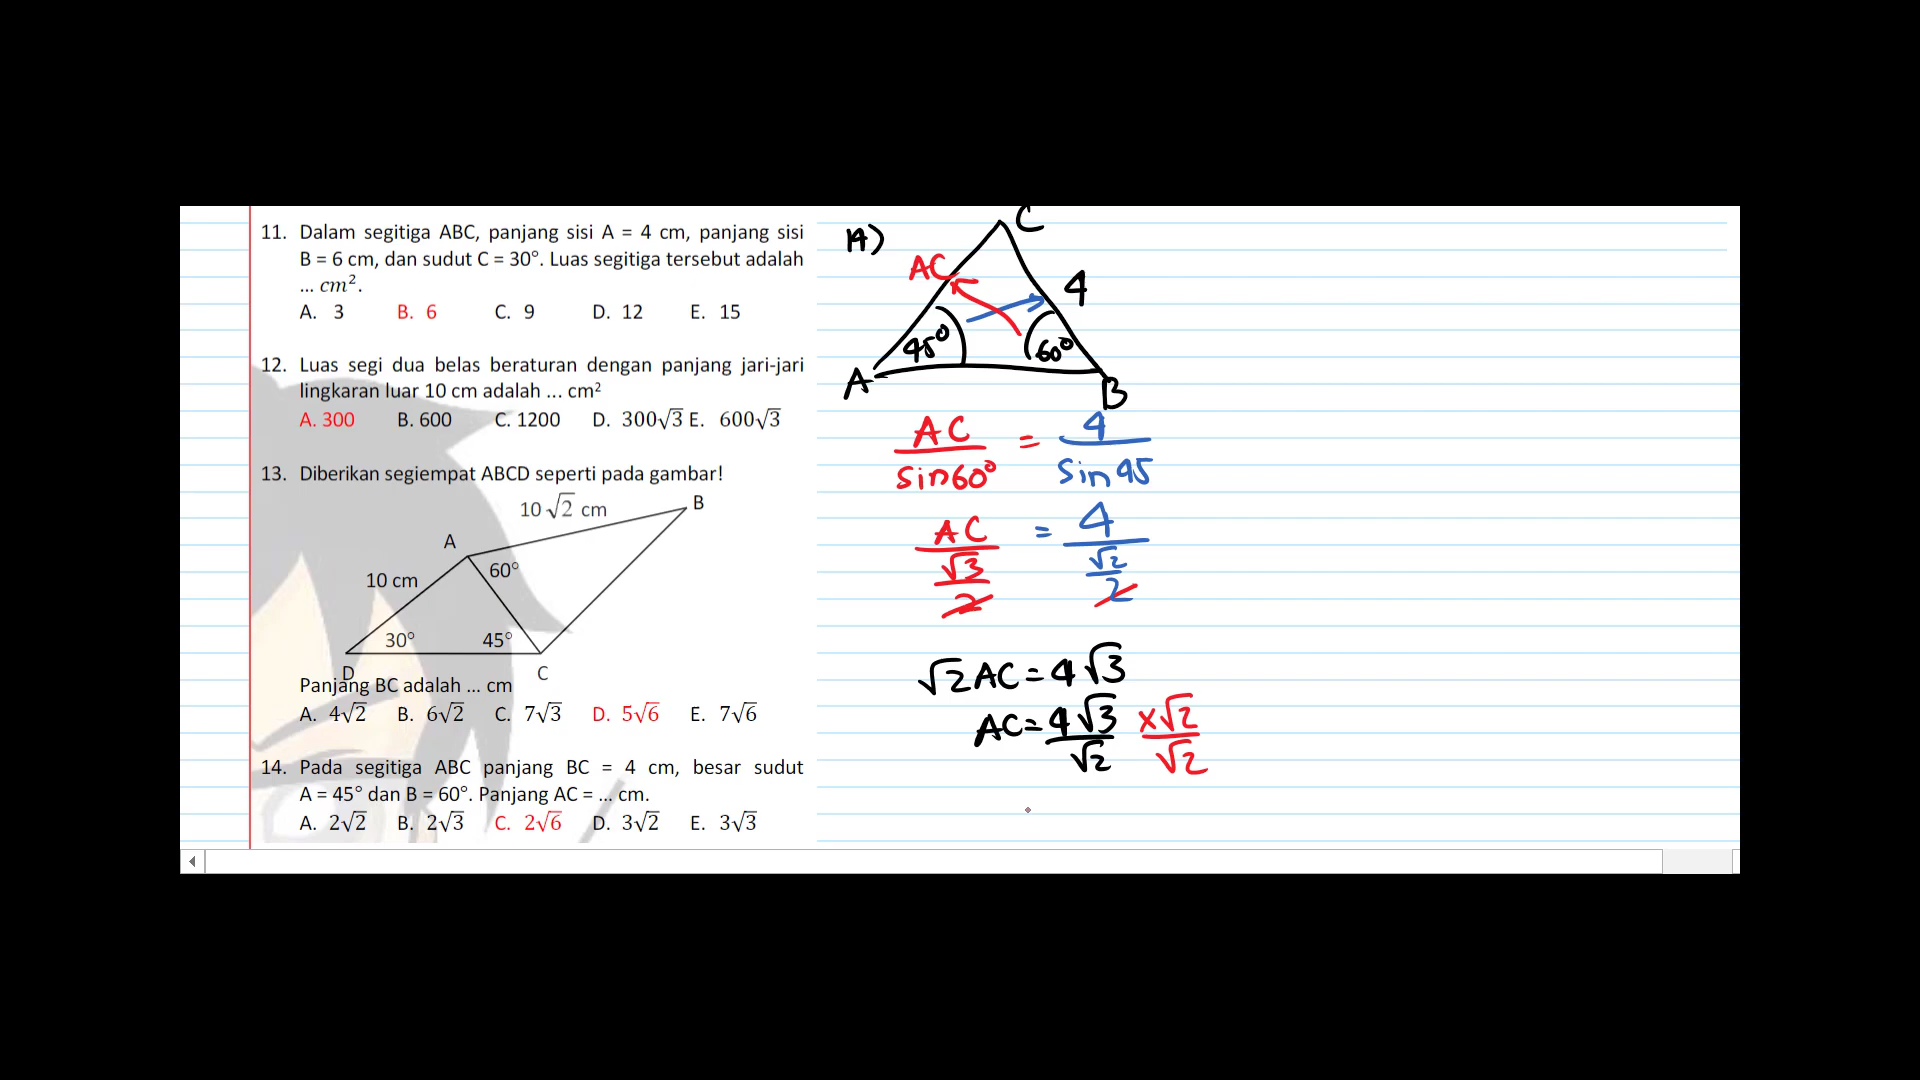 11. Dalam segitiga ABC, panjang sisi A = 4 cm, panjang sisi
B = 6 cm, dan sudut C = 30°. Luas segitiga tersebut adalah
... cm².
A. 3 B. 6 C. 9 D. 12 E. 15
12. Luas segi dua belas beraturan dengan panjang jari-jari
lingkaran luar 10 cm adalah ... cm²
A. 300 B. 600 C. 1200 D. 300√3 E. 600√3
13. Diberikan segiempat ABCD seperti pada gambar!
10√2 cm
B
A
60°
10 cm
30°
45°
D
C
Panjang BC adalah ... cm
A. 4√2 B. 6√2 C. 7√3 D. 5√6 E. 7√6
14. Pada segitiga ABC panjang BC = 4 cm, besar sudut
A = 45° dan B = 60°. Panjang AC = ... cm.
A. 2√2 B. 2√3 C. 2√6 D. 3√2 E. 3√3
14)
C
AC
4
45°
60°
A
B
AC/sin60° = 4/sin45
AC/(√3/2) = 4/(√2/2)
√2 AC = 4√3
AC = 4√3/√2 x√2/√2